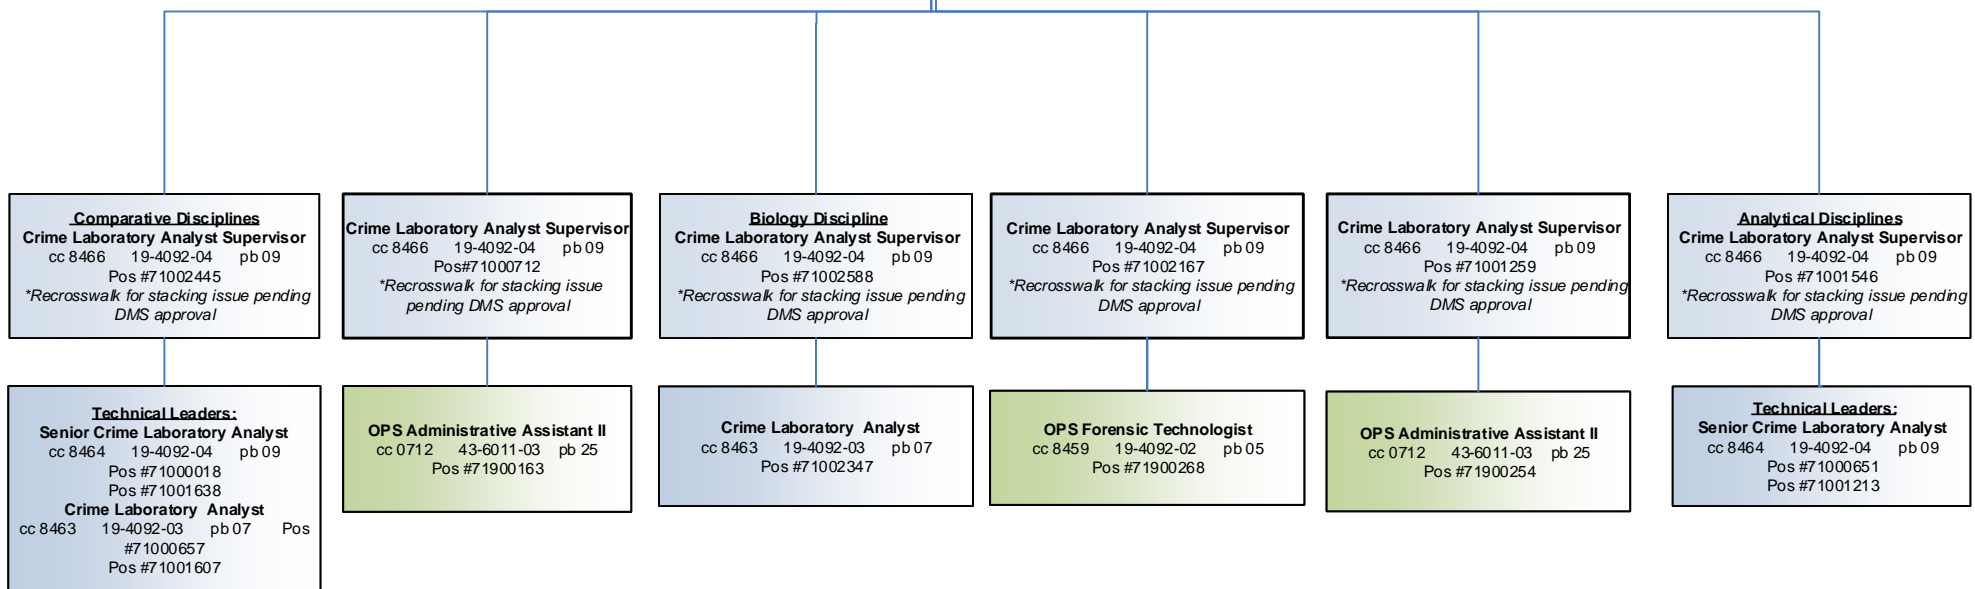 Comparative Disciplines
Crime Laboratory Analyst Supervisor
cc 8466 19-4092-04 pb 09
Pos #71002445
*Recrosswalk for stacking issue pending
DMS approval
Crime Laboratory Analyst Supervisor
cc 8466 19-4092-04 pb 09
Pos#71000712
*Recrosswalk for stacking issue
pending DMS approval
Biology Discipline
Crime Laboratory Analyst Supervisor
cc 8466 19-4092-04 pb 09
Pos #71002588
*Recrosswalk for stacking issue pending
DMS approval
Crime Laboratory Analyst Supervisor
cc 8466 19-4092-04 pb 09
Pos #71002167
*Recrosswalk for stacking issue pending
DMS approval
Crime Laboratory Analyst Supervisor
cc 8466 19-4092-04 pb 09
Pos #71001259
*Recrosswalk for stacking issue pending
DMS approval
Analytical Disciplines
Crime Laboratory Analyst Supervisor
cc 8466 19-4092-04 pb 09
Pos #71001546
*Recrosswalk for stacking issue pending
DMS approval
Technical Leaders:
Senior Crime Laboratory Analyst
cc 8464 19-4092-04 pb 09
Pos #71000018
Pos #71001638
Crime Laboratory Analyst
cc 8463 19-4092-03 pb 07 Pos
#71000657
Pos #71001607
OPS Administrative Assistant II
cc 0712 43-6011-03 pb 25
Pos #71900163
Crime Laboratory Analyst
cc 8463 19-4092-03 pb 07
Pos #71002347
OPS Forensic Technologist
cc 8459 19-4092-02 pb 05
Pos #71900268
OPS Administrative Assistant II
cc 0712 43-6011-03 pb 25
Pos #71900254
Technical Leaders:
Senior Crime Laboratory Analyst
cc 8464 19-4092-04 pb 09
Pos #71000651
Pos #71001213